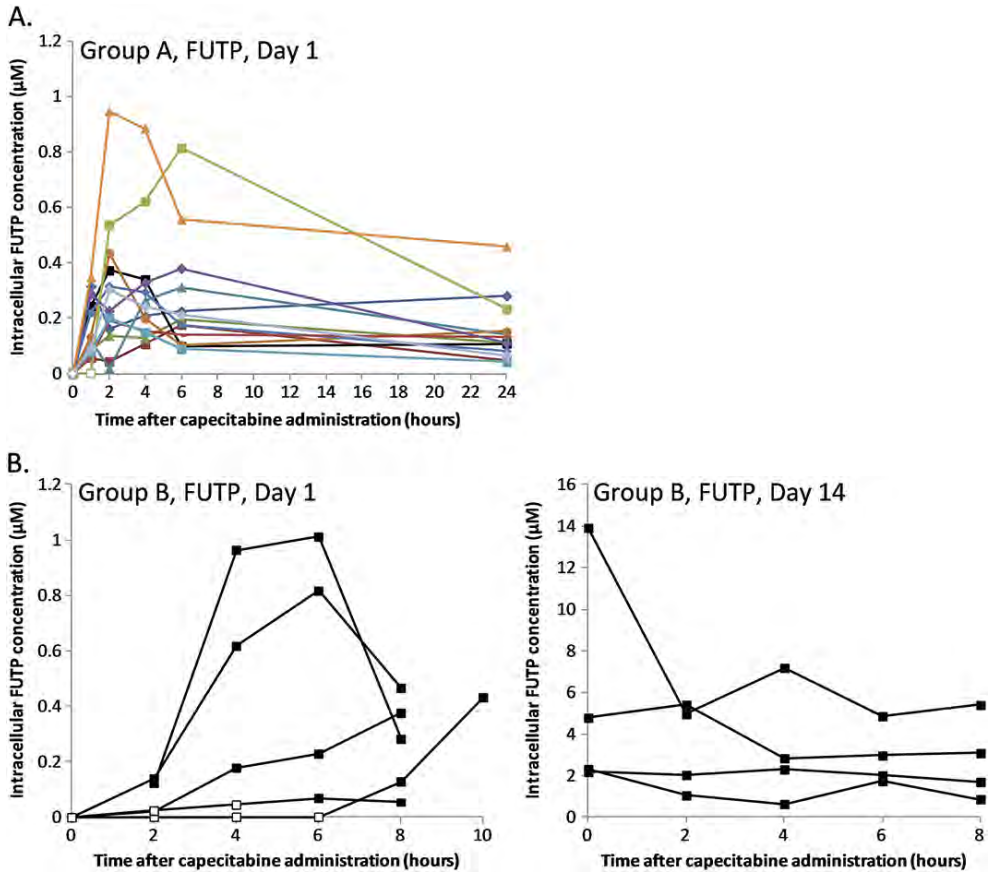 A.
Group A, FUTP, Day 1
Intracellular FUTP concentration (µM)
1.2
1
0.8
0.6
0.4
0.2
0
0 2 4 6 8 10 12 14 16 18 20 22 24
Time after capecitabine administration (hours)
B.
Group B, FUTP, Day 1
Intracellular FUTP concentration (µM)
1.2
1
0.8
0.6
0.4
0.2
0
0 2 4 6 8 10
Time after capecitabine administration (hours)
Group B, FUTP, Day 14
Intracellular FUTP concentration (µM)
16
14
12
10
8
6
4
2
0
0 2 4 6 8
Time after capecitabine administration (hours)